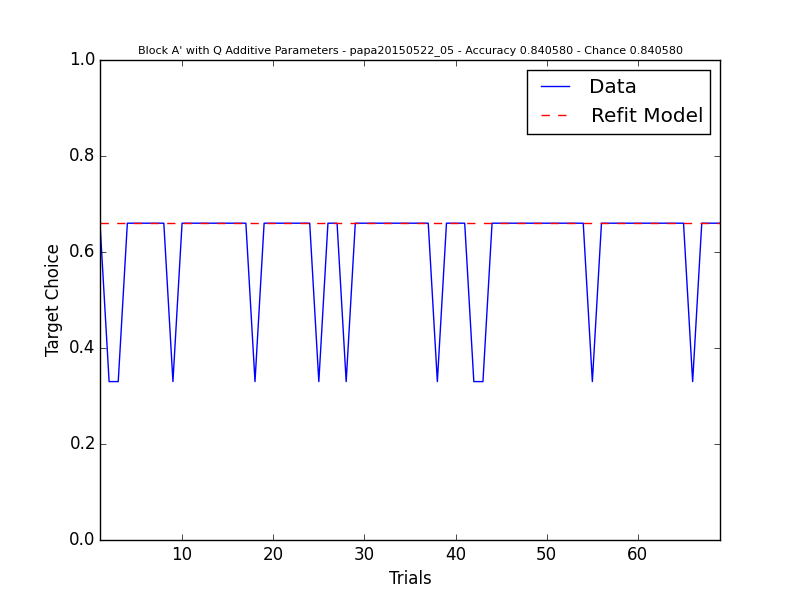 Block A' with Q Additive Parameters - papa20150522_05 - Accuracy 0.840580 - Chance 0.840580
1.0
Data
Refit Model
0.8
0.6
Target Choice
0.4
0.2
0.0
10 20 30 40 50 60
Trials